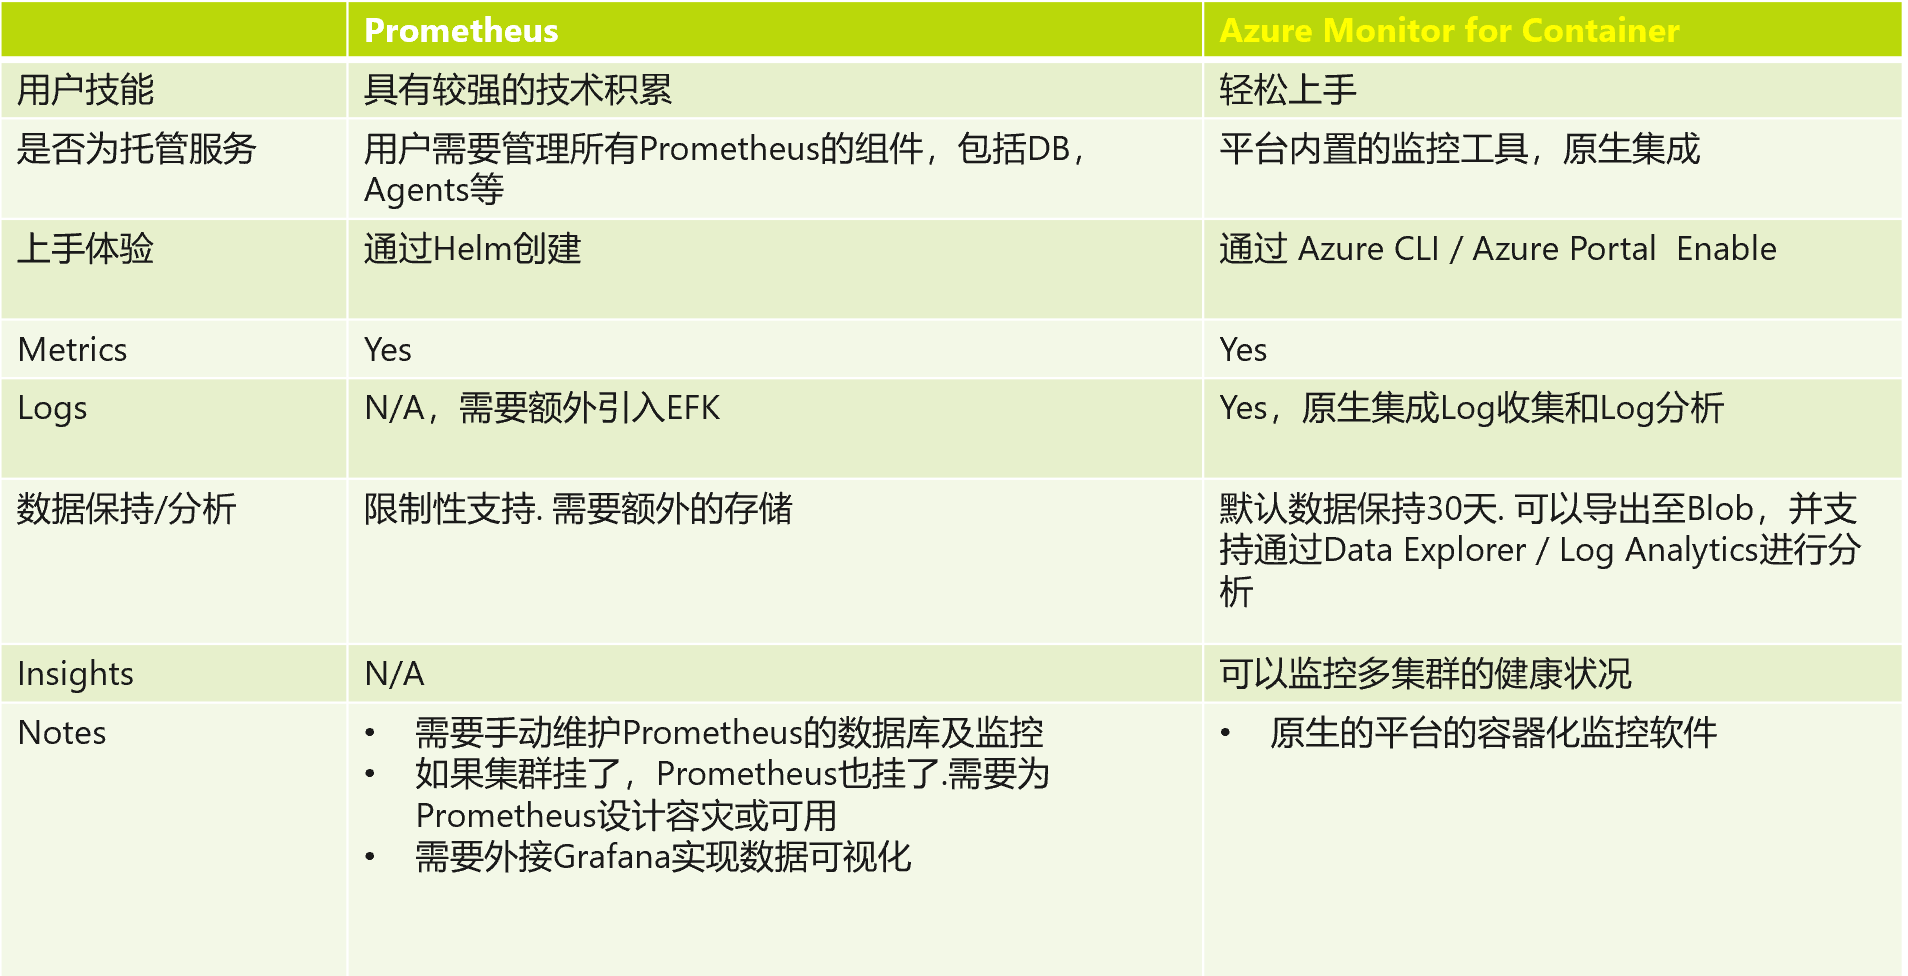 Prometheus
Azure Monitor for Container
用户技能
具有较强的技术积累
轻松上手
是否为托管服务
用户需要管理所有Prometheus的组件，包括DB，
Agents等
平台内置的监控工具，原生集成
上手体验
通过Helm创建
通过 Azure CLI / Azure Portal  Enable
Metrics
Yes
Yes
Logs
N/A，需要额外引入EFK
Yes，原生集成Log收集和Log分析
数据保持/分析
限制性支持. 需要额外的存储
默认数据保持30天. 可以导出至Blob，并支
持通过Data Explorer / Log Analytics进行分
析
Insights
N/A
可以监控多集群的健康状况
Notes
• 需要手动维护Prometheus的数据库及监控
• 如果集群挂了，Prometheus也挂了.需要为
Prometheus设计容灾或可用
• 需要外接Grafana实现数据可视化
• 原生的平台的容器化监控软件